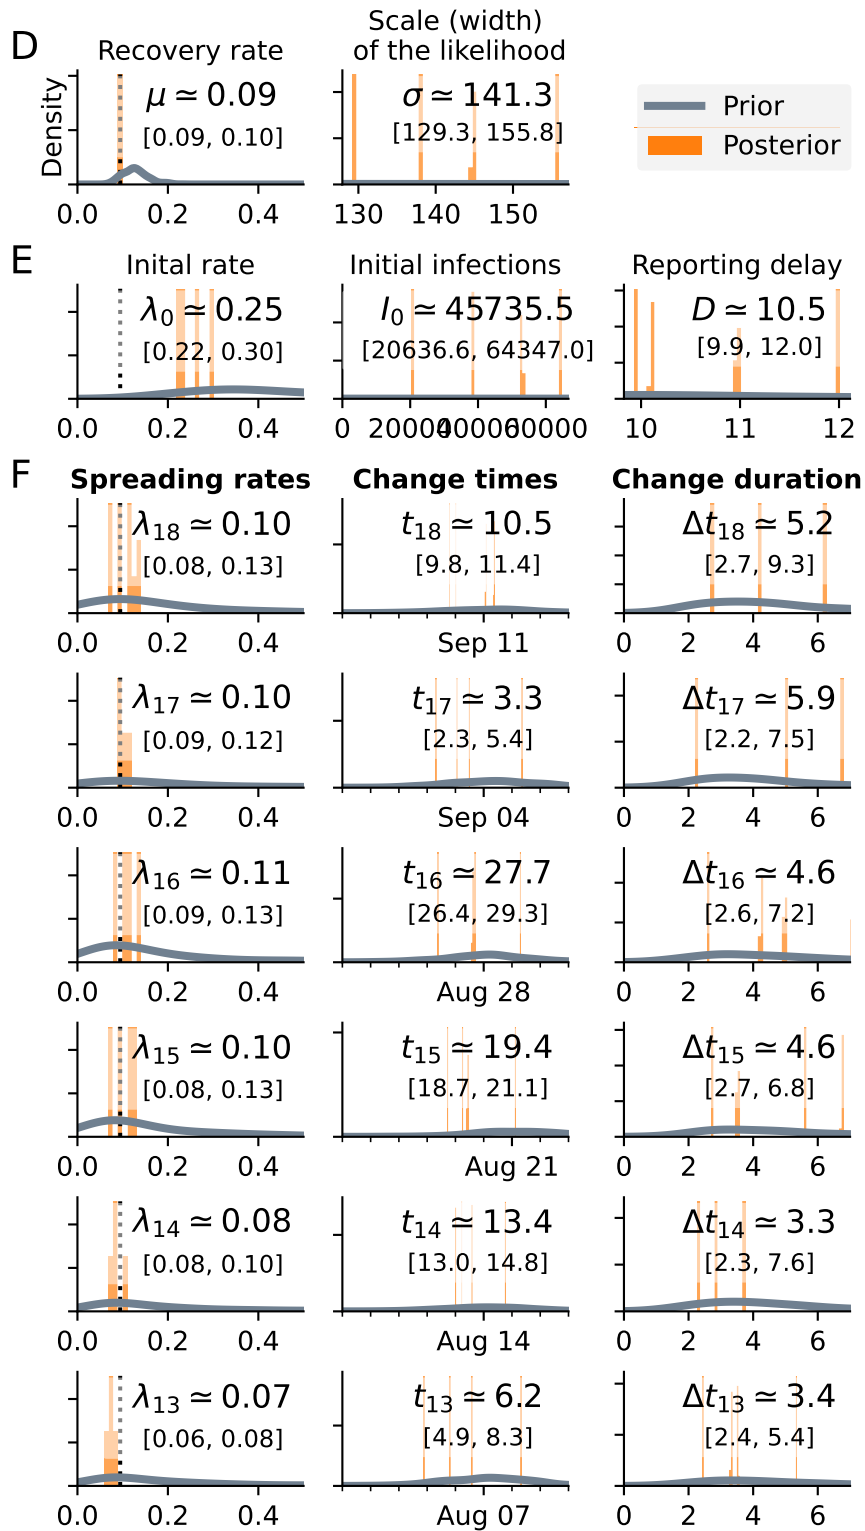 D
Recovery rate
Scale (width)
of the likelihood
Density
μ ≃ 0.09
[0.09, 0.10]
0.0 0.2 0.4
σ ≃ 141.3
[129.3, 155.8]
130 140 150
Prior
Posterior
E
Inital rate
λ0 ≃ 0.25
[0.22, 0.30]
0.0 0.2 0.4
Initial infections
I0 ≃ 45735.5
[20636.6, 64347.0]
0 20000 40000 60000
Reporting delay
D ≃ 10.5
[9.9, 12.0]
10 11 12
F
Spreading rates
Change times
Change duration
λ18 ≃ 0.10
[0.08, 0.13]
0.0 0.2 0.4
t18 ≃ 10.5
[9.8, 11.4]
Sep 11
Δt18 ≃ 5.2
[2.7, 9.3]
0 2 4 6
λ17 ≃ 0.10
[0.09, 0.12]
0.0 0.2 0.4
t17 ≃ 3.3
[2.3, 5.4]
Sep 04
Δt17 ≃ 5.9
[2.2, 7.5]
0 2 4 6
λ16 ≃ 0.11
[0.09, 0.13]
0.0 0.2 0.4
t16 ≃ 27.7
[26.4, 29.3]
Aug 28
Δt16 ≃ 4.6
[2.6, 7.2]
0 2 4 6
λ15 ≃ 0.10
[0.08, 0.13]
0.0 0.2 0.4
t15 ≃ 19.4
[18.7, 21.1]
Aug 21
Δt15 ≃ 4.6
[2.7, 6.8]
0 2 4 6
λ14 ≃ 0.08
[0.08, 0.10]
0.0 0.2 0.4
t14 ≃ 13.4
[13.0, 14.8]
Aug 14
Δt14 ≃ 3.3
[2.3, 7.6]
0 2 4 6
λ13 ≃ 0.07
[0.06, 0.08]
0.0 0.2 0.4
t13 ≃ 6.2
[4.9, 8.3]
Aug 07
Δt13 ≃ 3.4
[2.4, 5.4]
0 2 4 6